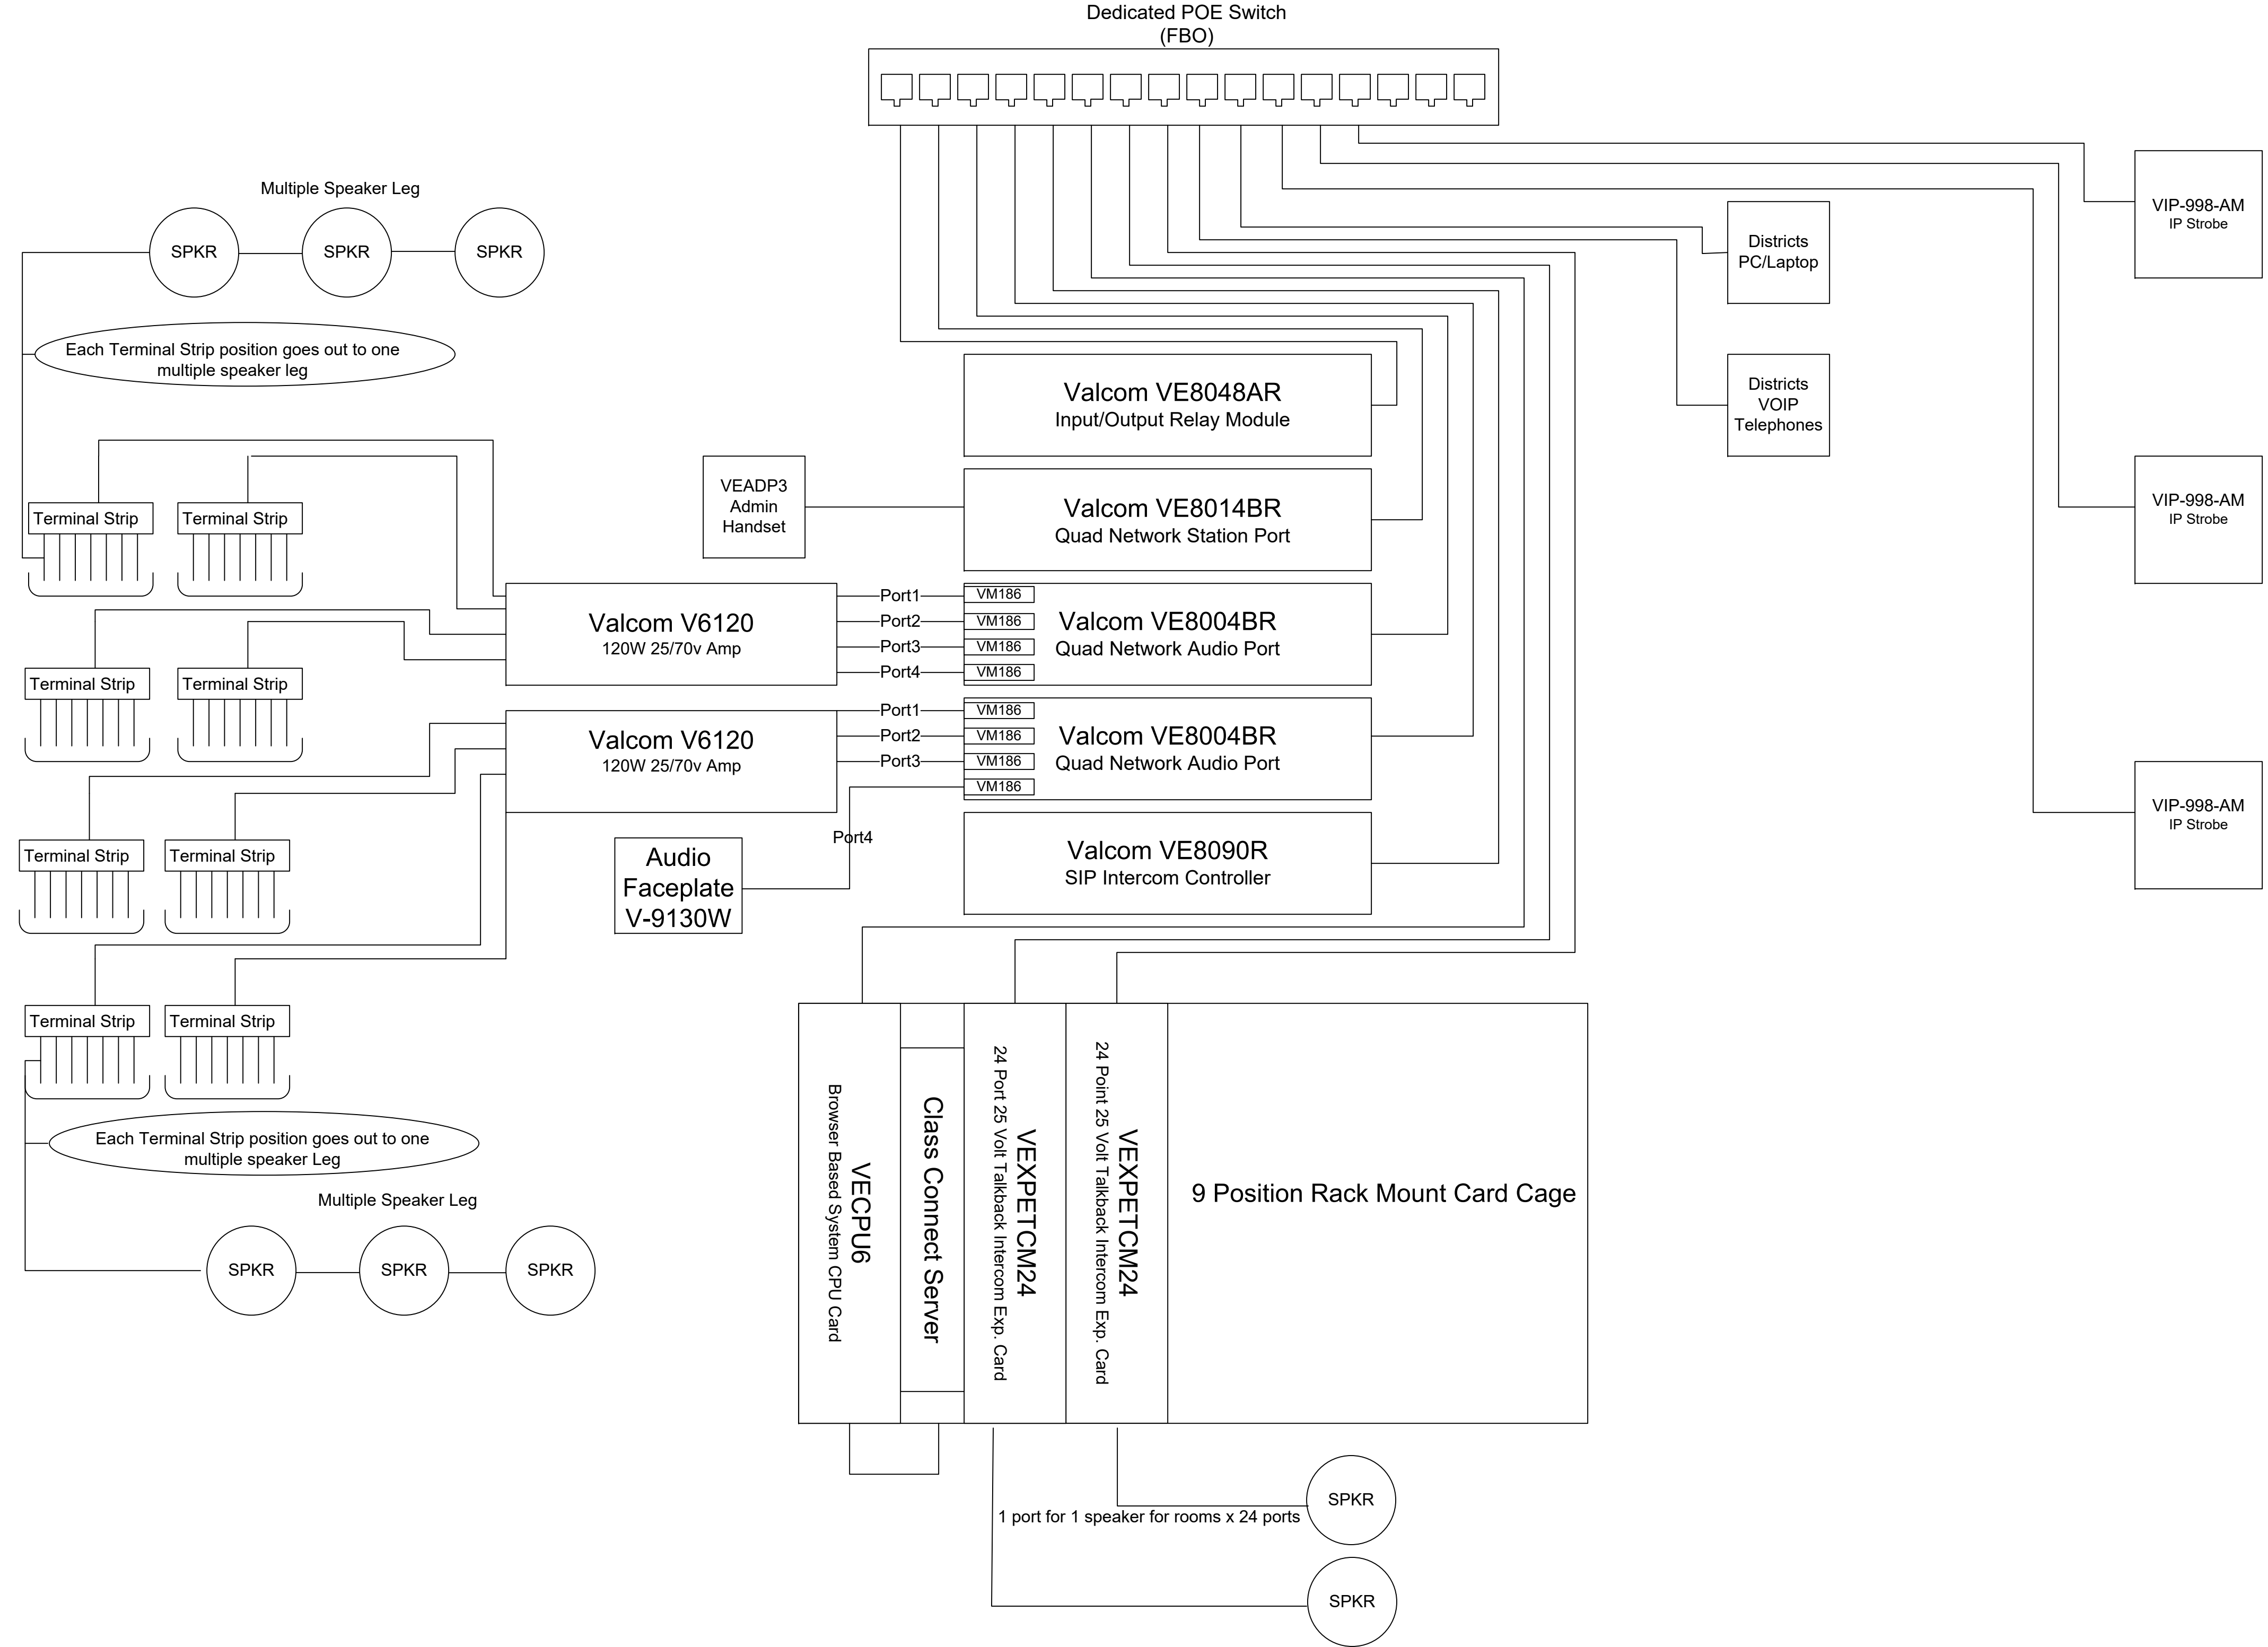 Dedicated POE Switch
(FBO)
Multiple Speaker Leg
SPKR
SPKR
SPKR
Each Terminal Strip position goes out to one
multiple speaker leg
VIP-998-AM
IP Strobe
Districts
PC/Laptop
Districts
VOIP
Telephones
VIP-998-AM
IP Strobe
VIP-998-AM
IP Strobe
Valcom VE8048AR
Input/Output Relay Module
VEADP3
Admin
Handset
Valcom VE8014BR
Quad Network Station Port
Terminal Strip
Terminal Strip
Valcom V6120
120W 25/70v Amp
Port1
Port2
Port3
Port4
VM186
VM186
VM186
VM186
Valcom VE8004BR
Quad Network Audio Port
Terminal Strip
Terminal Strip
Valcom V6120
120W 25/70v Amp
Port1
Port2
Port3
VM186
VM186
VM186
VM186
Valcom VE8004BR
Quad Network Audio Port
Port4
Audio
Faceplate
V-9130W
Valcom VE8090R
SIP Intercom Controller
Terminal Strip
Terminal Strip
Terminal Strip
Terminal Strip
Each Terminal Strip position goes out to one
multiple speaker Leg
Multiple Speaker Leg
SPKR
SPKR
SPKR
VECPU6
Browser Based System CPU Card
Class Connect Server
VEXPETCM24
24 Port 25 Volt Talkback Intercom Exp. Card
VEXPETCM24
24 Point 25 Volt Talkback Intercom Exp. Card
9 Position Rack Mount Card Cage
SPKR
1 port for 1 speaker for rooms x 24 ports
SPKR